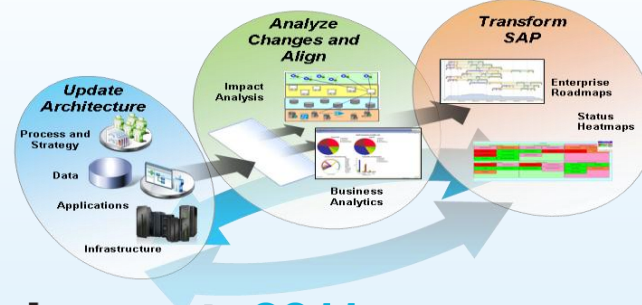 Update
Architecture
Process and
Strategy
Data
Applications
Infrastructure
Analyze
Changes and
Align
Impact
Analysis
Business
Analytics
Transform
SAP
Enterprise
Roadmaps
Status
Heatmaps